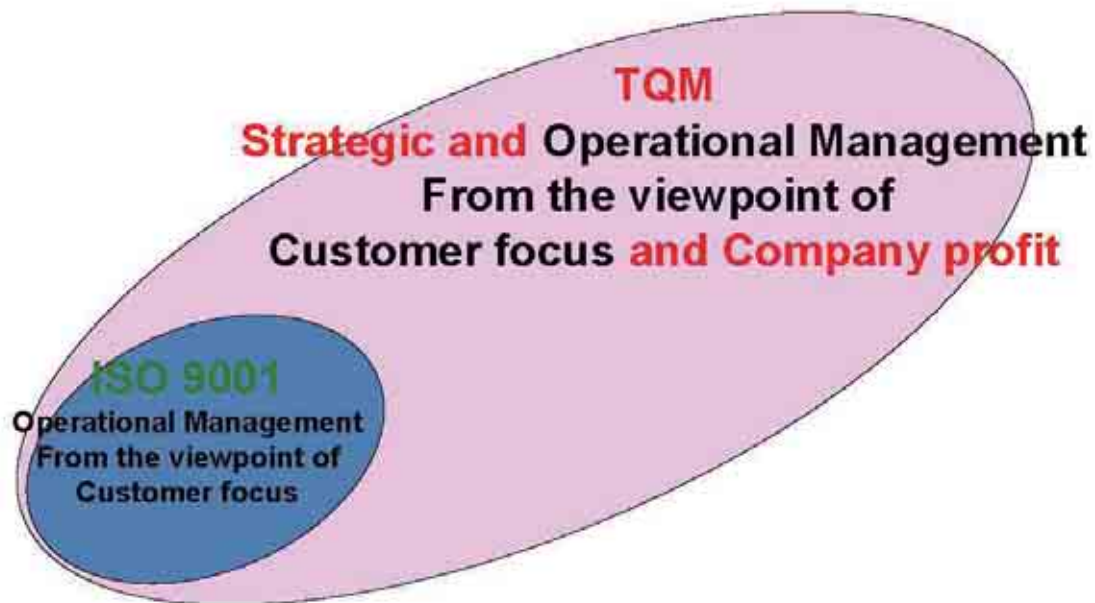 TQM
Strategic and Operational Management
From the viewpoint of
Customer focus and Company profit
ISO 9001
Operational Management
From the viewpoint of
Customer focus